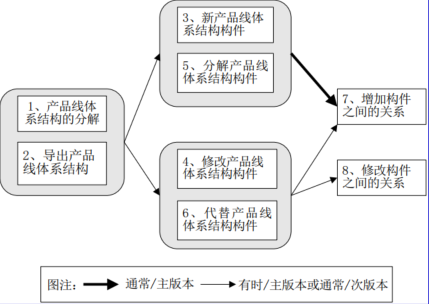 3、新产品线体
系结构构件
5、分解产品线
体系结构构件
1、产品线体
系结构的分解
2、导出产品
线体系结构
7、增加构件
之间的关系
4、修改产品线
体系结构构件
8、修改构件
之间的关系
6、代替产品线
体系结构构件
图注： 通常/主版本 有时/主版本或通常/次版本